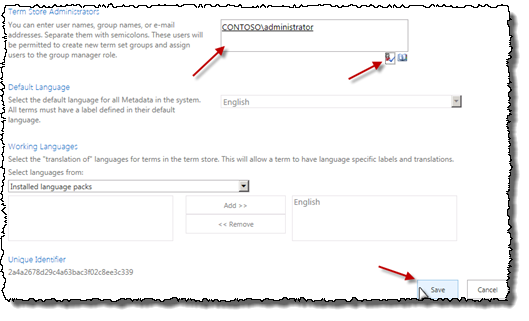 Term Store Administrators
You can enter user names, group names, or e-mail
addresses. Separate them with semicolons. These users will
be permitted to create new term set groups and assign
users to the group manager role.
CONTOSO\administrator
Default Language
Select the default language for all Metadata in the system.
All terms must have a label defined in their default
language.
English
Working Languages
Select the "translation of" languages for terms in the term store. This will allow a term to have language specific labels and translations.
Select languages from:
Installed language packs
Add >>
<< Remove
English
Unique Identifier
2a4a2678d29c4a63bac3f02c8ee3c339
Save
Cancel